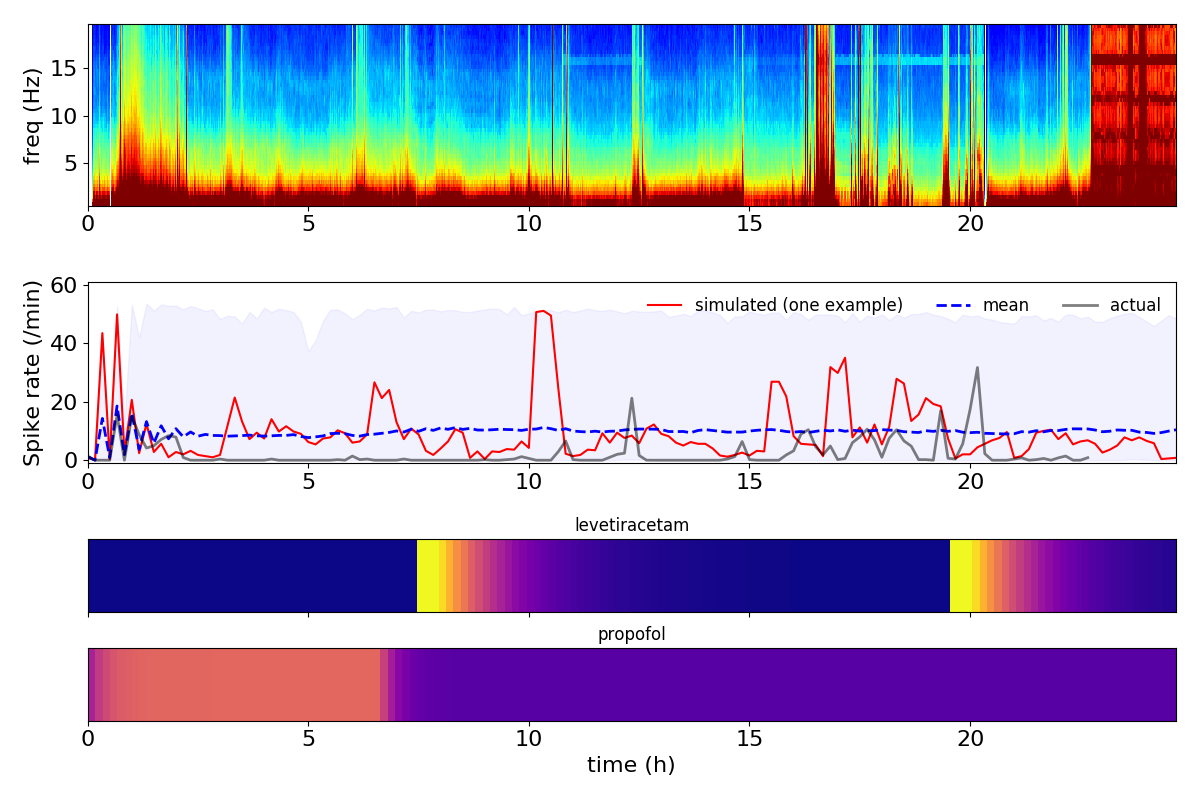 freq (Hz)
15
10
5
0 5 10 15 20
Spike rate (/min)
60
40
20
0
simulated (one example) mean actual
0 5 10 15 20
levetiracetam
propofol
0 5 10 15 20
time (h)